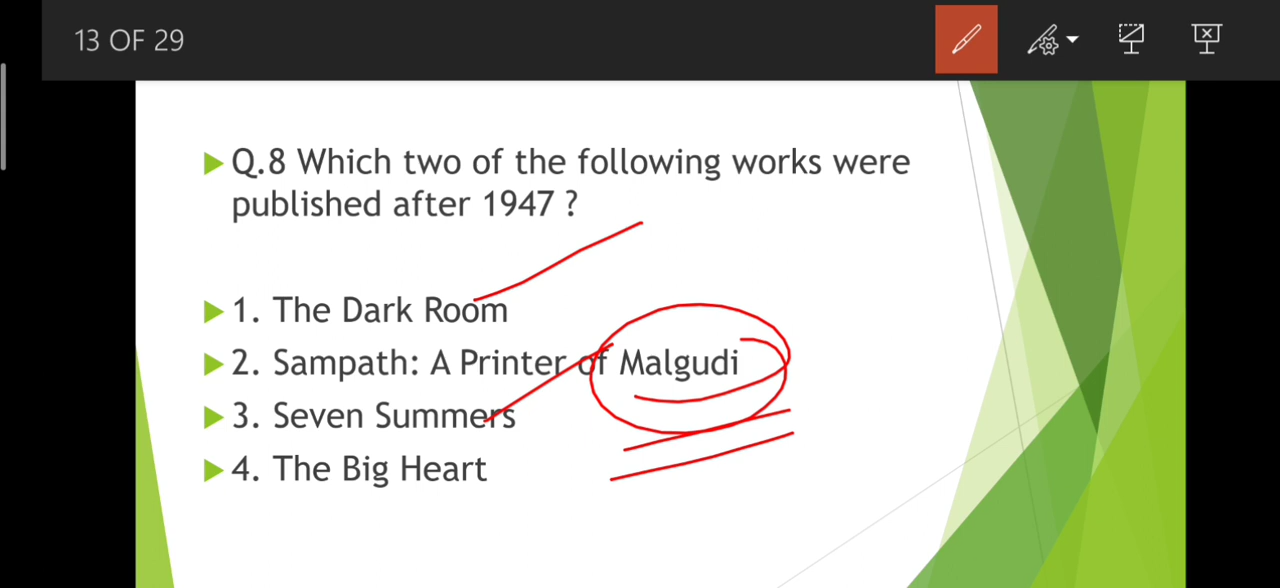 13 OF 29
Q.8 Which two of the following works were
published after 1947 ?
1. The Dark Room
2. Sampath: A Printer of Malgudi
3. Seven Summers
4. The Big Heart